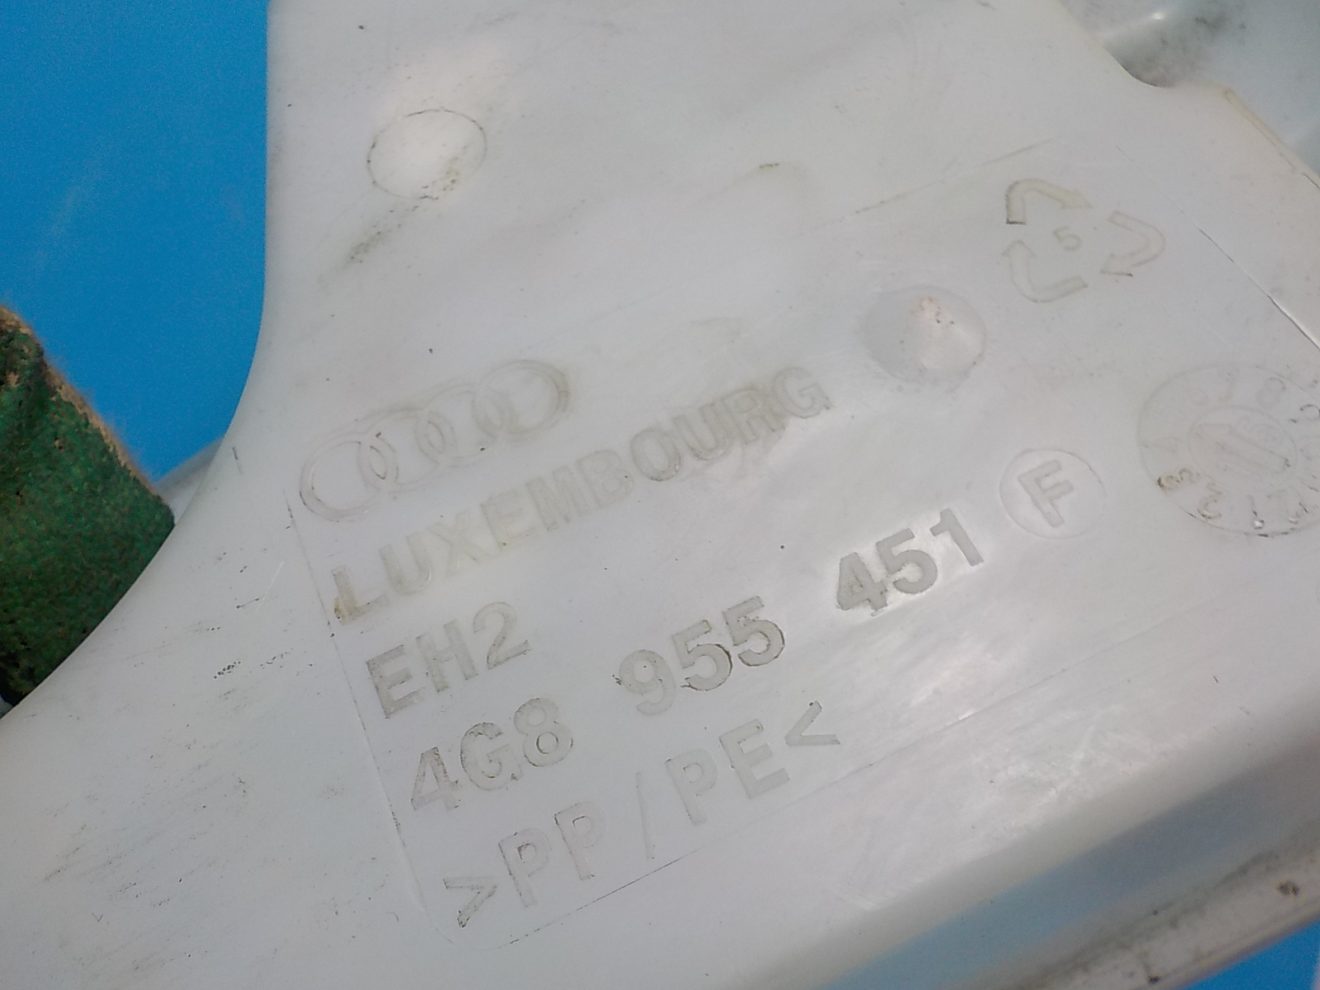 5
LUXEMBOURG
EH2
4G8 955 451 F
>PP/PE<